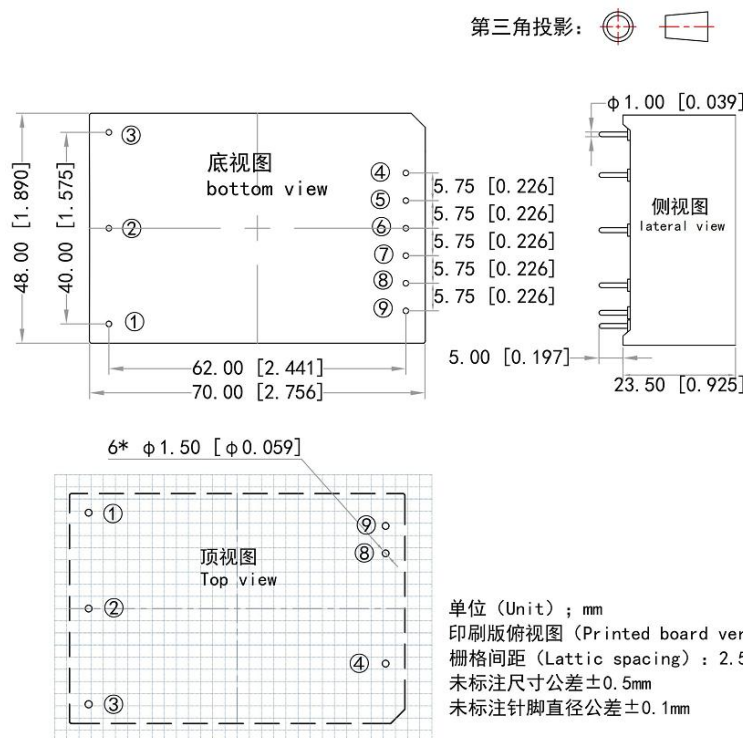 第三角投影：
φ1.00 [0.039]
③
底视图
bottom view
④
5.75 [0.226]
⑤
5.75 [0.226]
②
⑥
5.75 [0.226]
⑦
5.75 [0.226]
⑧
5.75 [0.226]
①
⑨
48.00 [1.890]
40.00 [1.575]
侧视图
lateral view
62.00 [2.441]
70.00 [2.756]
5.00 [0.197]
23.50 [0.925]
6* φ1.50 [φ0.059]
①
⑨
⑧
顶视图
Top view
②
④
③
单位（Unit）；mm
印刷版俯视图（Printed board ver
栅格间距（Lattic spacing）：2.5
未标注尺寸公差±0.5mm
未标注针脚直径公差±0.1mm